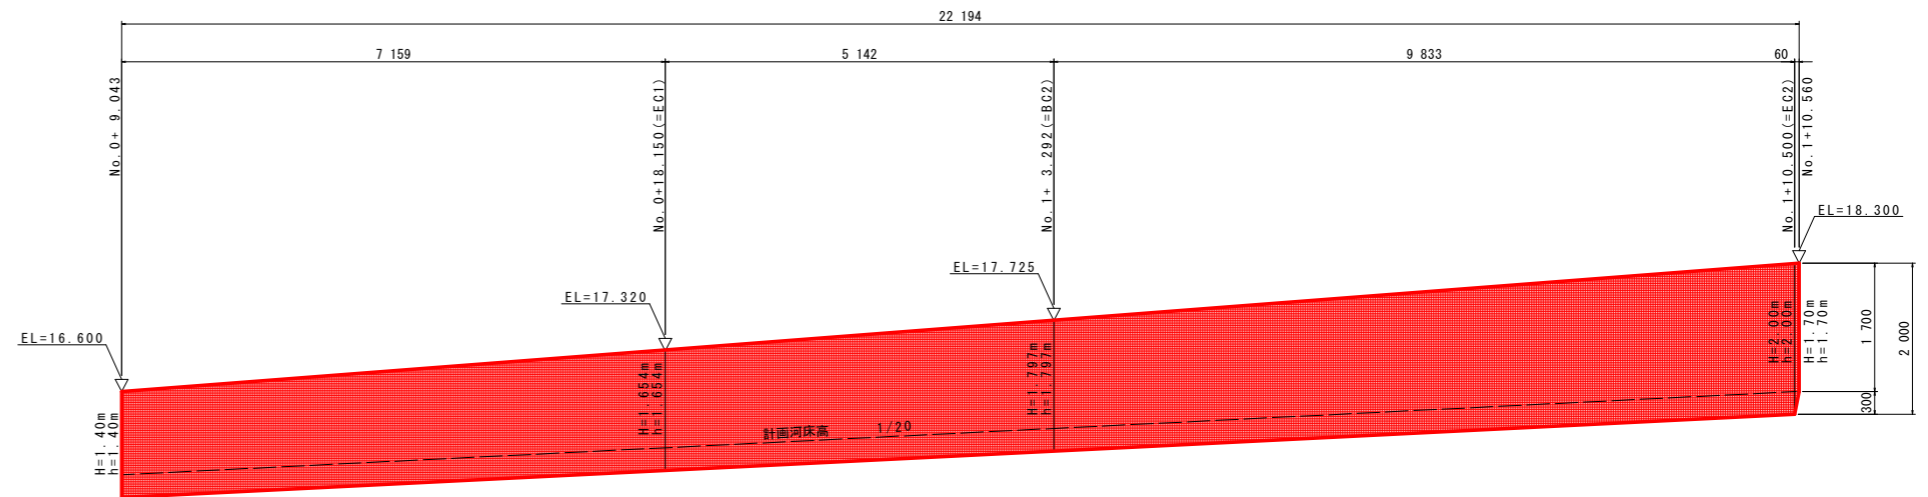 22 194
7 159
5 142
9 833
60
No.0+ 9.043
No.0+18.150(=EC1)
No.1+ 3.292(=BC2)
No.1+10.500(=EC2)
No.1+10.560
EL=16.600
EL=17.320
EL=17.725
EL=18.300
H=1.40m
h=1.40m
H=1.654m
h=1.654m
H=1.797m
h=1.797m
H=2.00m
h=2.00m
H=1.70m
h=1.70m
1 700
2 000
300
計画河床高 1/20